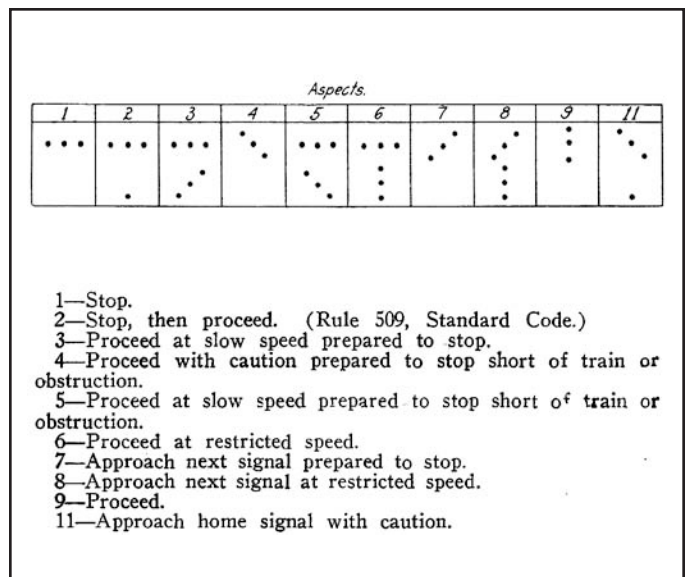 Aspects.
1 2 3 4 5 6 7 8 9 11
1—Stop.
2—Stop, then proceed. (Rule 509, Standard Code.)
3—Proceed at slow speed prepared to stop.
4—Proceed with caution prepared to stop short of train or
obstruction.
5—Proceed at slow speed prepared to stop short of train or
obstruction.
6—Proceed at restricted speed.
7—Approach next signal prepared to stop.
8—Approach next signal at restricted speed.
9—Proceed.
11—Approach home signal with caution.